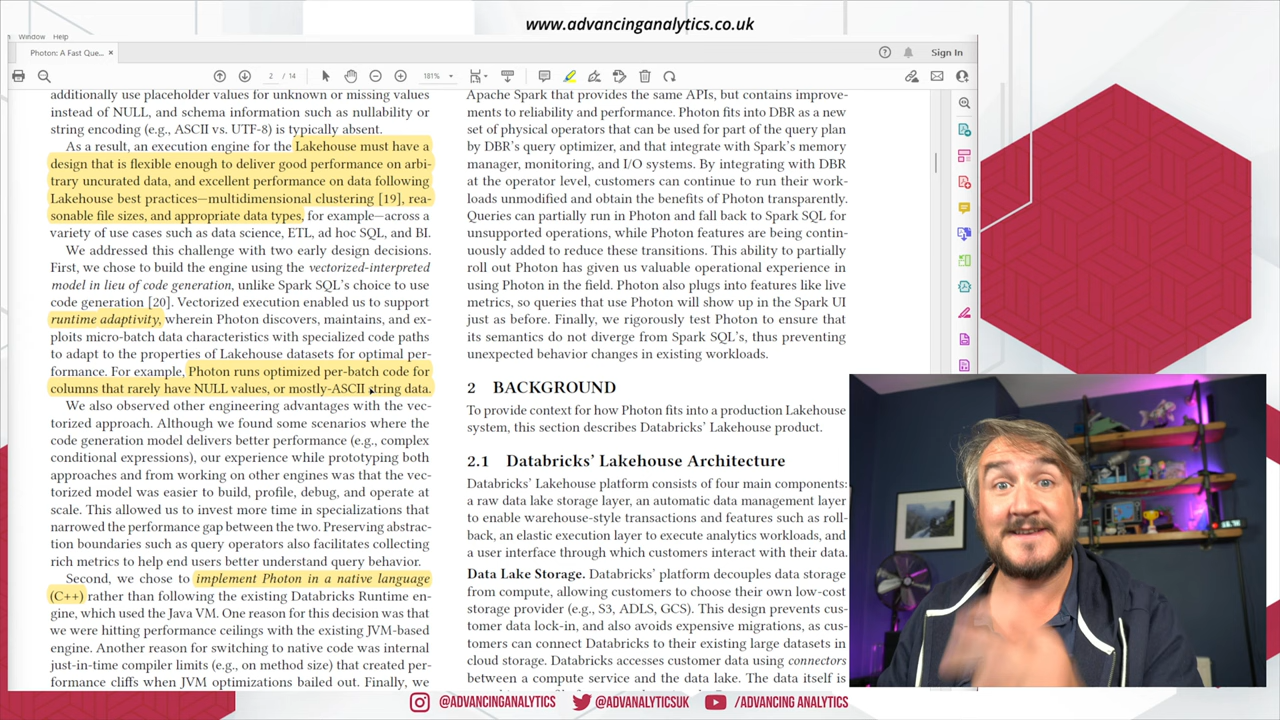 www.advancinganalytics.co.uk
Window Help
Photon: A Fast Que... ×
Sign In
2 / 14
181%
additionally use placeholder values for unknown or missing values
instead of NULL, and schema information such as nullability or
string encoding (e.g., ASCII vs. UTF-8) is typically absent.
As a result, an execution engine for the Lakehouse must have a
design that is flexible enough to deliver good performance on arbi-
trary uncurated data, and excellent performance on data following
Lakehouse best practices—multidimensional clustering [19], rea-
sonable file sizes, and appropriate data types, for example—across a
variety of use cases such as data science, ETL, ad hoc SQL, and BI.
We addressed this challenge with two early design decisions.
First, we chose to build the engine using the vectorized-interpreted
model in lieu of code generation, unlike Spark SQL's choice to use
code generation [20]. Vectorized execution enabled us to support
runtime adaptivity, wherein Photon discovers, maintains, and ex-
ploits micro-batch data characteristics with specialized code paths
to adapt to the properties of Lakehouse datasets for optimal per-
formance. For example, Photon runs optimized per-batch code for
columns that rarely have NULL values, or mostly-ASCII string data.
We also observed other engineering advantages with the vec-
torized approach. Although we found some scenarios where the
code generation model delivers better performance (e.g., complex
conditional expressions), our experience while prototyping both
approaches and from working on other engines was that the vec-
torized model was easier to build, profile, debug, and operate at
scale. This allowed us to invest more time in specializations that
narrowed the performance gap between the two. Preserving abstrac-
tion boundaries such as query operators also facilitates collecting
rich metrics to help end users better understand query behavior.
Second, we chose to implement Photon in a native language
(C++) rather than following the existing Databricks Runtime en-
gine, which used the Java VM. One reason for this decision was that
we were hitting performance ceilings with the existing JVM-based
engine. Another reason for switching to native code was internal
just-in-time compiler limits (e.g., on method size) that created per-
formance cliffs when JVM optimizations bailed out. Finally, we
Apache Spark that provides the same APIs, but contains improve-
ments to reliability and performance. Photon fits into DBR as a new
set of physical operators that can be used for part of the query plan
by DBR's query optimizer, and that integrate with Spark's memory
manager, monitoring, and I/O systems. By integrating with DBR
at the operator level, customers can continue to run their work-
loads unmodified and obtain the benefits of Photon transparently.
Queries can partially run in Photon and fall back to Spark SQL for
unsupported operations, while Photon features are being contin-
uously added to reduce these transitions. This ability to partially
roll out Photon has given us valuable operational experience in
using Photon in the field. Photon also plugs into features like live
metrics, so queries that use Photon will show up in the Spark UI
just as before. Finally, we rigorously test Photon to ensure that
its semantics do not diverge from Spark SQL's, thus preventing
unexpected behavior changes in existing workloads.
2 BACKGROUND
To provide context for how Photon fits into a production Lakehouse
system, this section describes Databricks' Lakehouse product.
2.1 Databricks' Lakehouse Architecture
Databricks' Lakehouse platform consists of four main components:
a raw data lake storage layer, an automatic data management layer
to enable warehouse-style transactions and features such as roll-
back, an elastic execution layer to execute analytics workloads, and
a user interface through which customers interact with their data.
Data Lake Storage. Databricks' platform decouples data storage
from compute, allowing customers to choose their own low-cost
storage provider (e.g., S3, ADLS, GCS). This design prevents cus-
tomer data lock-in, and also avoids expensive migrations, as cus-
tomers can connect Databricks to their existing large datasets in
cloud storage. Databricks accesses customer data using connectors
between a compute service and the data lake. The data itself is
@ADVANCINGANALYTICS
@ADVANALYTICSUK
/ADVANCING ANALYTICS